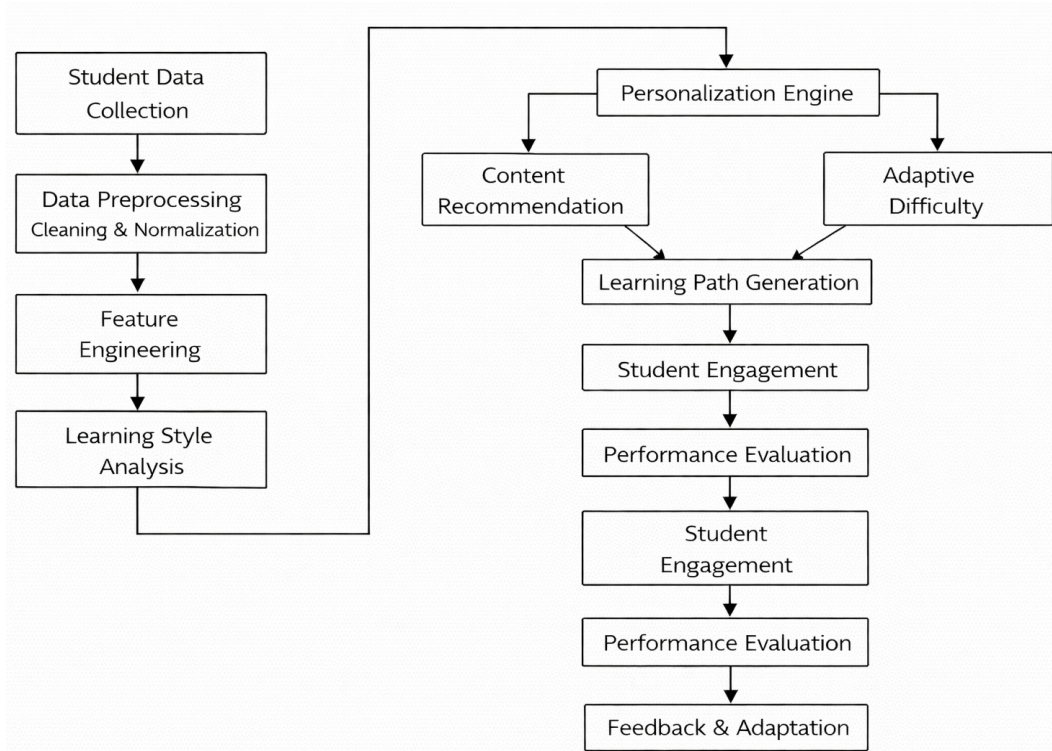 Student Data
Collection
Data Preprocessing
Cleaning & Normalization
Feature
Engineering
Learning Style
Analysis
Personalization Engine
Content
Recommendation
Adaptive
Difficulty
Learning Path Generation
Student Engagement
Performance Evaluation
Student
Engagement
Performance Evaluation
Feedback & Adaptation